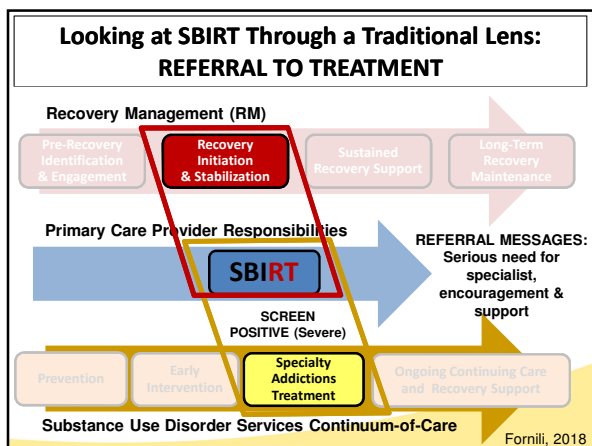 Looking at SBIRT Through a Traditional Lens:
REFERRAL TO TREATMENT
Recovery Management (RM)
Pre-Recovery
Identification
& Engagement
Recovery
Initiation
& Stabilization
Sustained
Recovery Support
Long-Term
Recovery
Maintenance
Primary Care Provider Responsibilities
SBIRT
REFERRAL MESSAGES:
Serious need for
specialist,
encouragement &
support
SCREEN
POSITIVE (Severe)
Prevention
Early
Intervention
Specialty
Addictions
Treatment
Ongoing Continuing Care
and Recovery Support
Substance Use Disorder Services Continuum-of-Care
Fornili, 2018